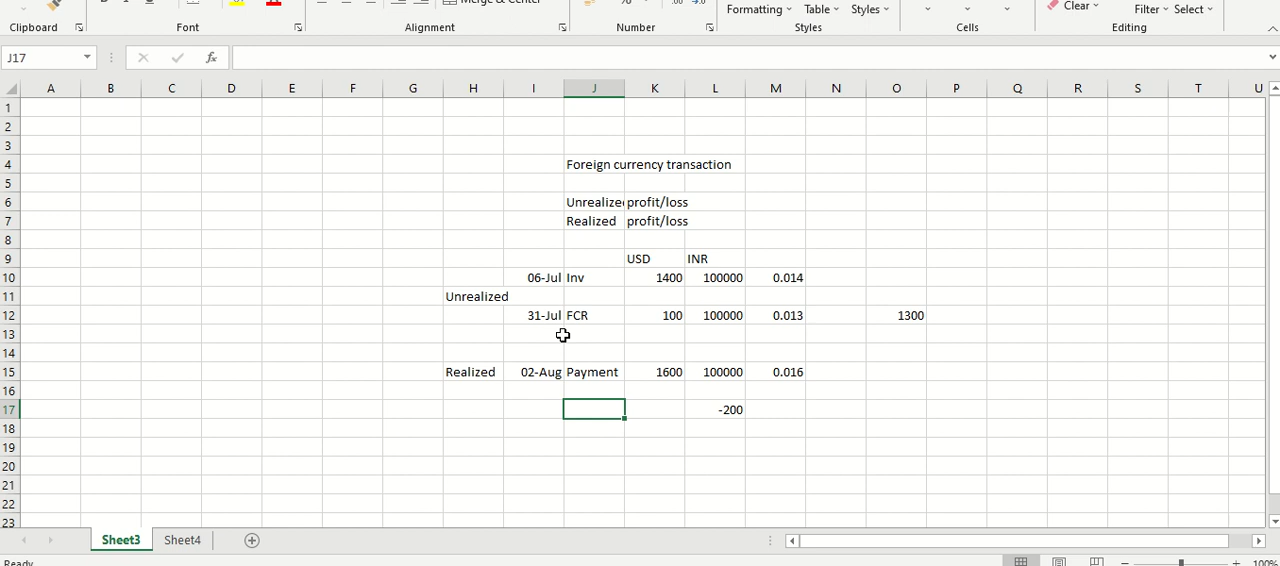 Merge & Center
Formatting Table Styles Clear Filter Select
Clipboard Font Alignment Number Styles Cells Editing
J17 fx
A B C D E F G H I J K L M N O P Q R S T U
1
2
3
4 Foreign currency transaction
5
6 Unrealized profit/loss
7 Realized profit/loss
8
9 USD INR
10 06-Jul Inv 1400 100000 0.014
11 Unrealized
12 31-Jul FCR 100 100000 0.013 1300
13
14
15 Realized 02-Aug Payment 1600 100000 0.016
16
17 -200
18
19
20
21
22
23
Sheet3 Sheet4
Ready 100%